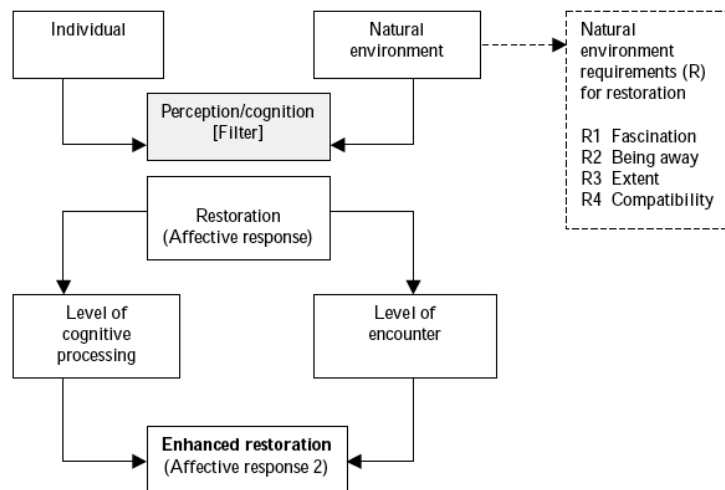 Individual
Natural
environment
Natural
environment
requirements (R)
for restoration
R1 Fascination
R2 Being away
R3 Extent
R4 Compatibility
Perception/cognition
[Filter]
Restoration
(Affective response)
Level of
cognitive
processing
Level of
encounter
Enhanced restoration
(Affective response 2)